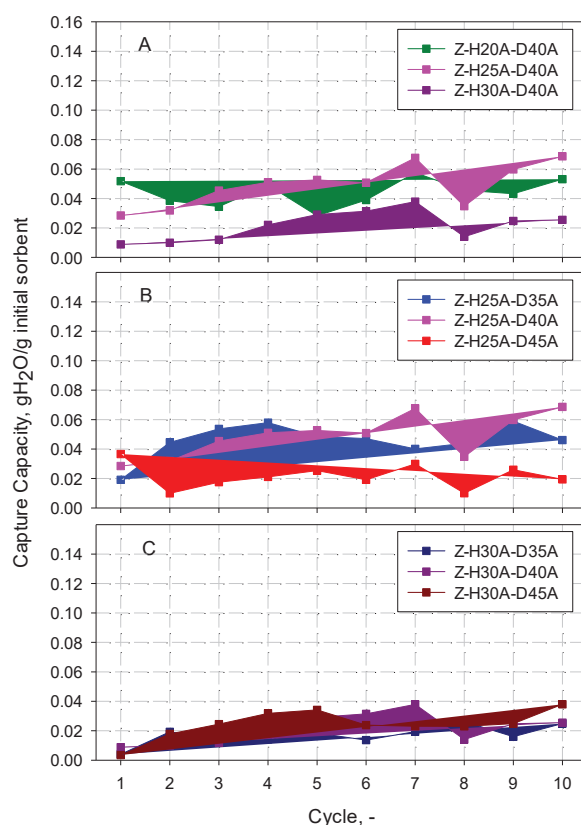 Capture Capacity, gH2O/g initial sorbent
0.16
A
Z-H20A-D40A
0.14
Z-H25A-D40A
0.12
Z-H30A-D40A
0.10
0.08
0.06
0.04
0.02
0.00
B
Z-H25A-D35A
0.14
Z-H25A-D40A
0.12
Z-H25A-D45A
0.10
0.08
0.06
0.04
0.02
0.00
C
Z-H30A-D35A
0.14
Z-H30A-D40A
0.12
Z-H30A-D45A
0.10
0.08
0.06
0.04
0.02
0.00
1 2 3 4 5 6 7 8 9 10
Cycle, -